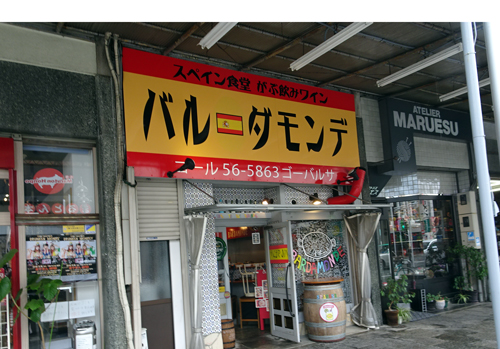 スペイン食堂 がぶ飲みワイン
バル ダモンデ
コール 56-5863 ゴーバルサ
ATELIER
MARUESU